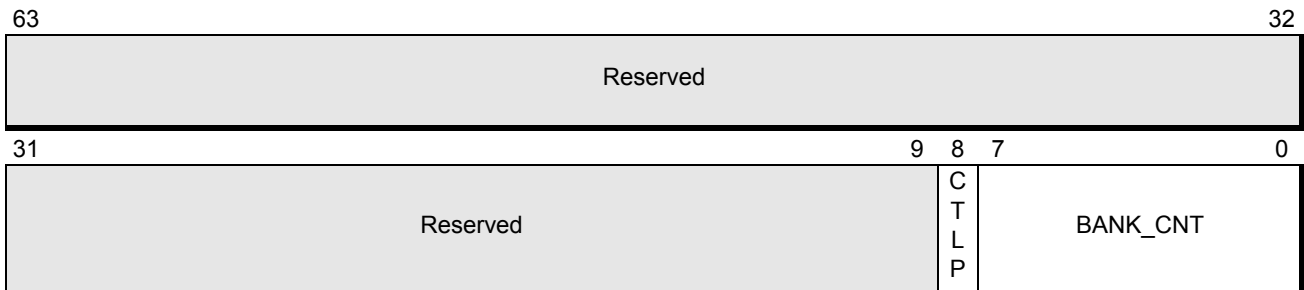 63 32
Reserved
31 9 8 7 0
Reserved
C
T
L
P
BANK_CNT